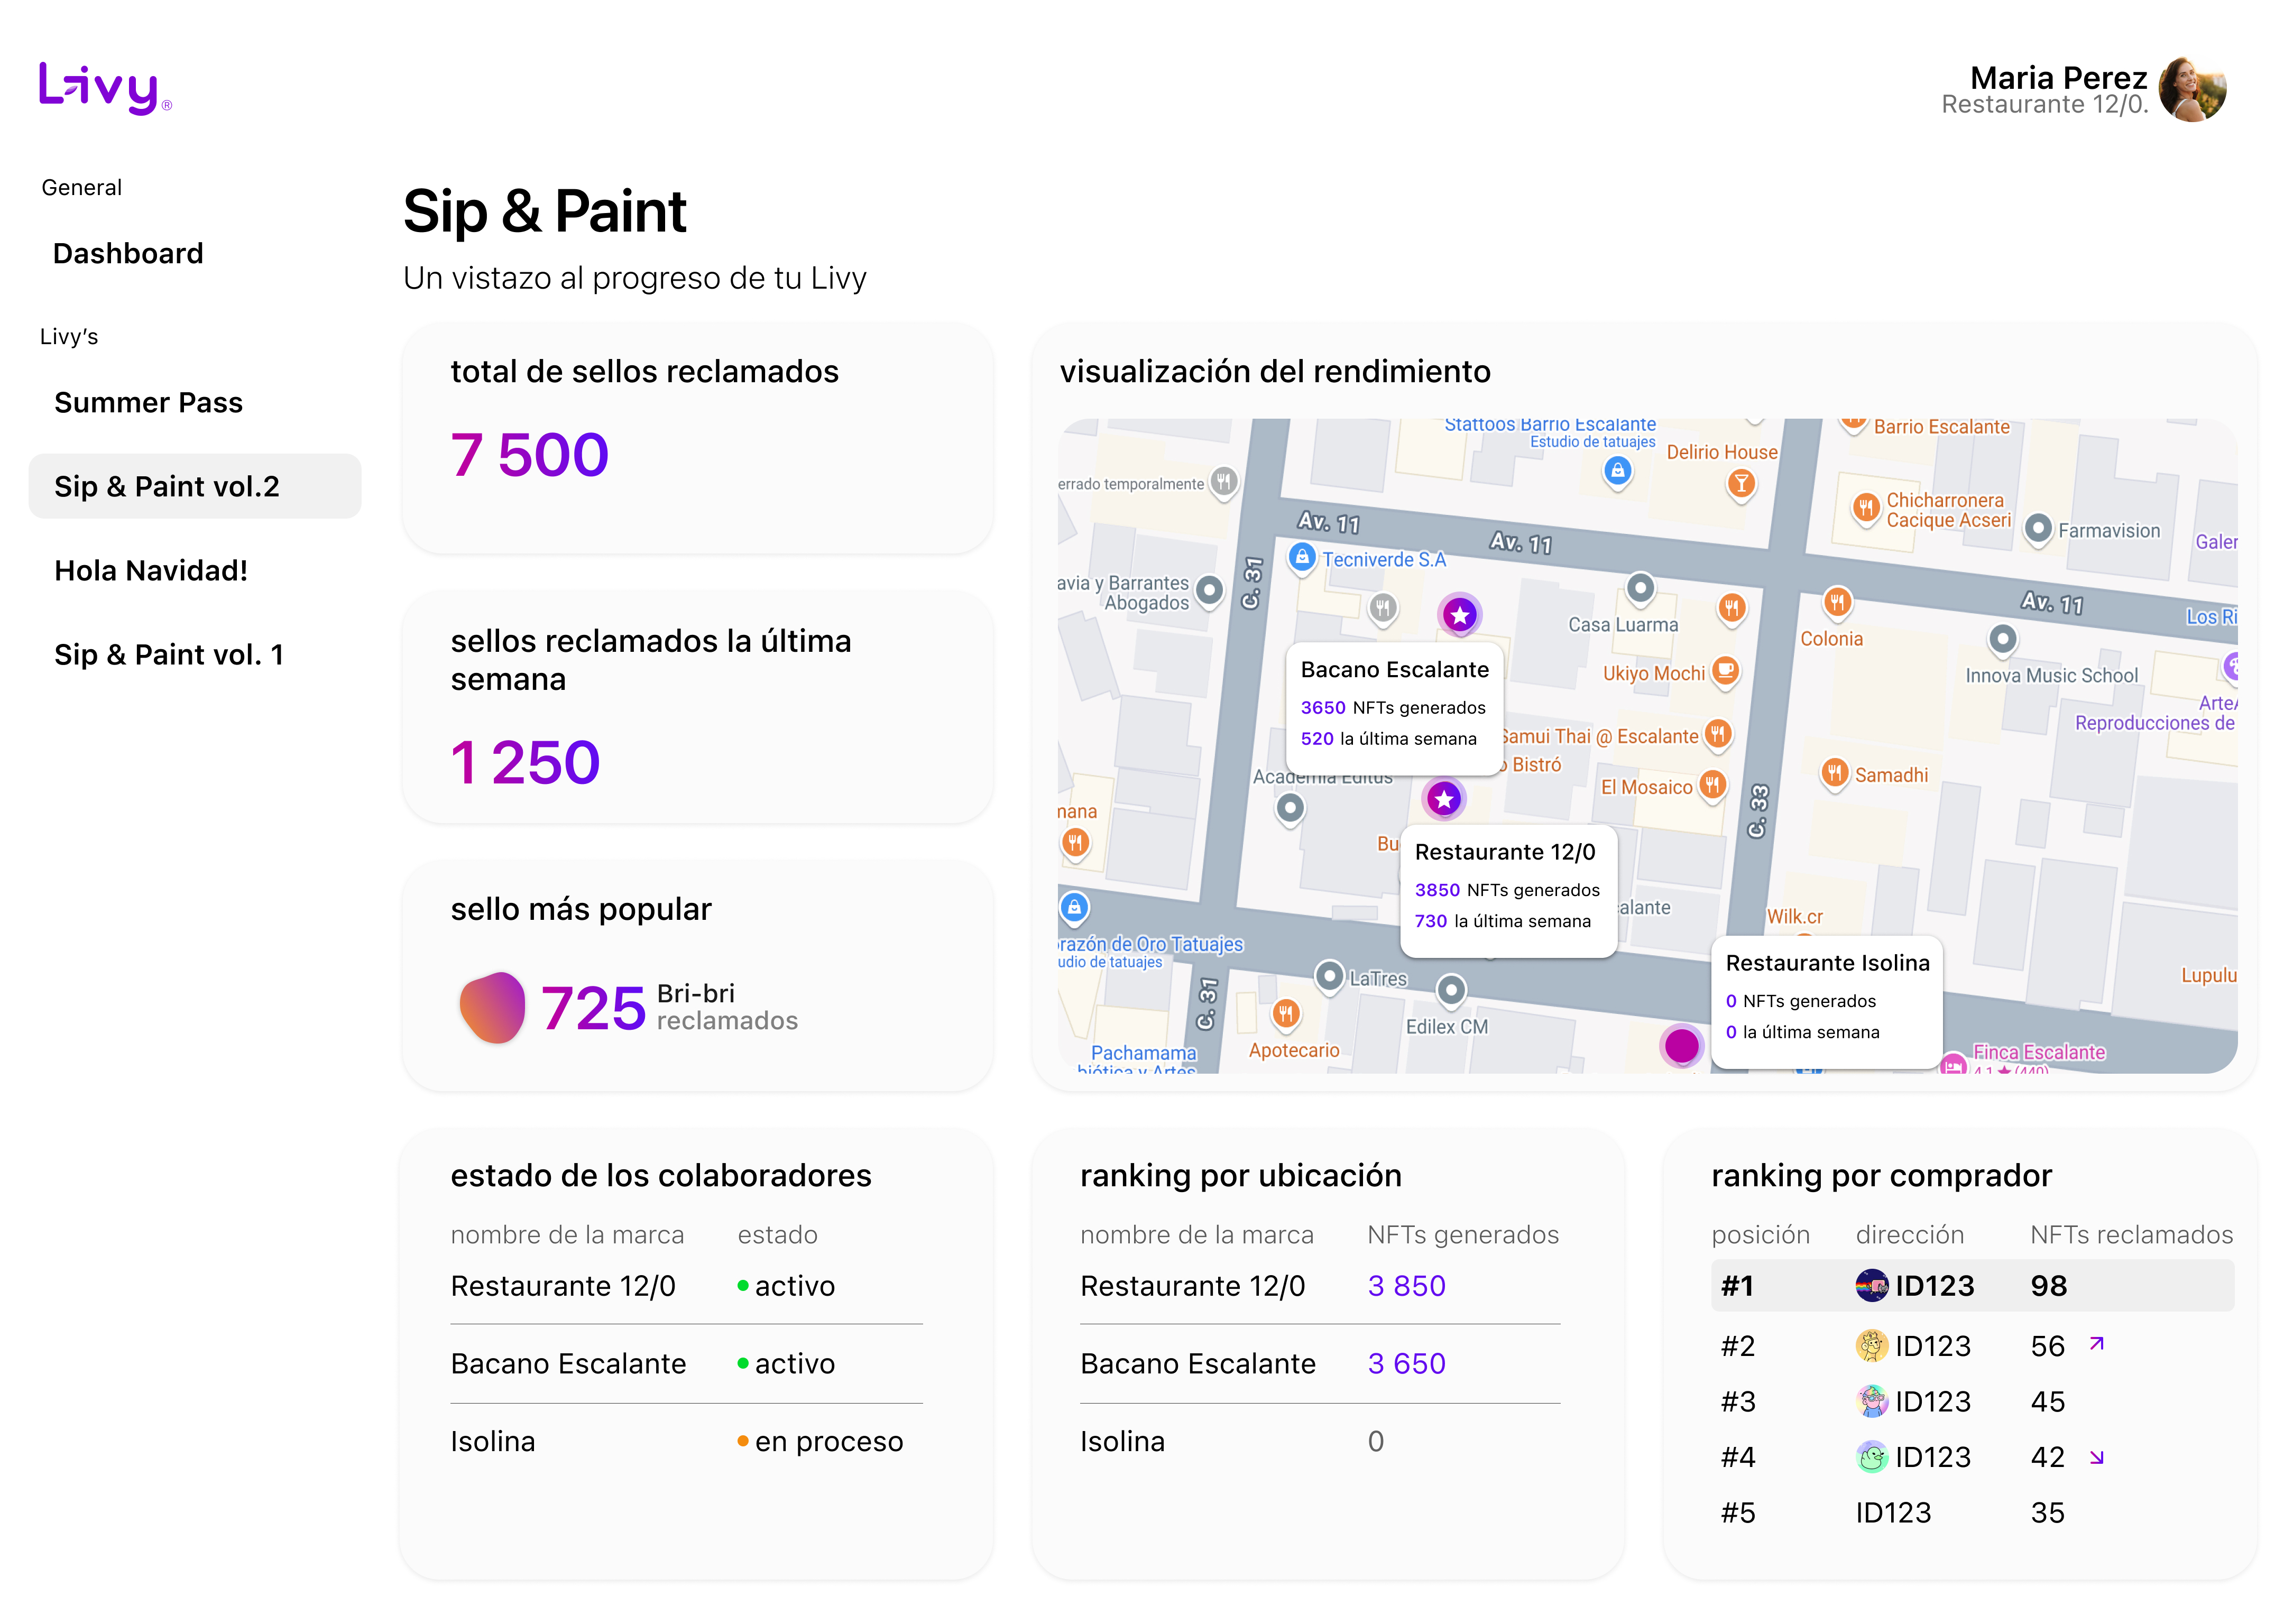 Livy®
Maria Perez
Restaurante 12/0.
General
Dashboard
Livy’s
Summer Pass
Sip & Paint vol.2
Hola Navidad!
Sip & Paint vol. 1
Sip & Paint
Un vistazo al progreso de tu Livy
total de sellos reclamados
7 500
sellos reclamados la última
semana
1 250
sello más popular
725 Bri-bri
reclamados
visualización del rendimiento
Stattoos Barrio Escalante
Estudio de tatuajes
Delirio House
Barrio Escalante
errado temporalmente
Chicharronera
Cacique Acseri
Farmavision
Galer
Av. 11
Av. 11
Av. 11
C. 31
Tecniverde S.A
avia y Barrantes
Abogados
Casa Luarma
Colonia
Los Ri
Innova Music School
Ukiyo Mochi
ArteA
Reproducciones de
Bacano Escalante
3650 NFTs generados
520 la última semana
Samui Thai @ Escalante
o Bistró
Academia Editus
El Mosaico
Samadhi
C. 33
mana
Bu
Restaurante 12/0
3850 NFTs generados
730 la última semana
calante
Wilk.cr
orazón de Oro Tatuajes
udio de tatuajes
LaTres
Edilex CM
C. 31
Apotecario
Pachamama
biótica y Artes
Restaurante Isolina
0 NFTs generados
0 la última semana
Lupulu
Finca Escalante
4.1 ★ (440)
estado de los colaboradores
nombre de la marca estado
Restaurante 12/0 activo
Bacano Escalante activo
Isolina en proceso
ranking por ubicación
nombre de la marca NFTs generados
Restaurante 12/0 3 850
Bacano Escalante 3 650
Isolina 0
ranking por comprador
posición dirección NFTs reclamados
#1 ID123 98
#2 ID123 56
#3 ID123 45
#4 ID123 42
#5 ID123 35